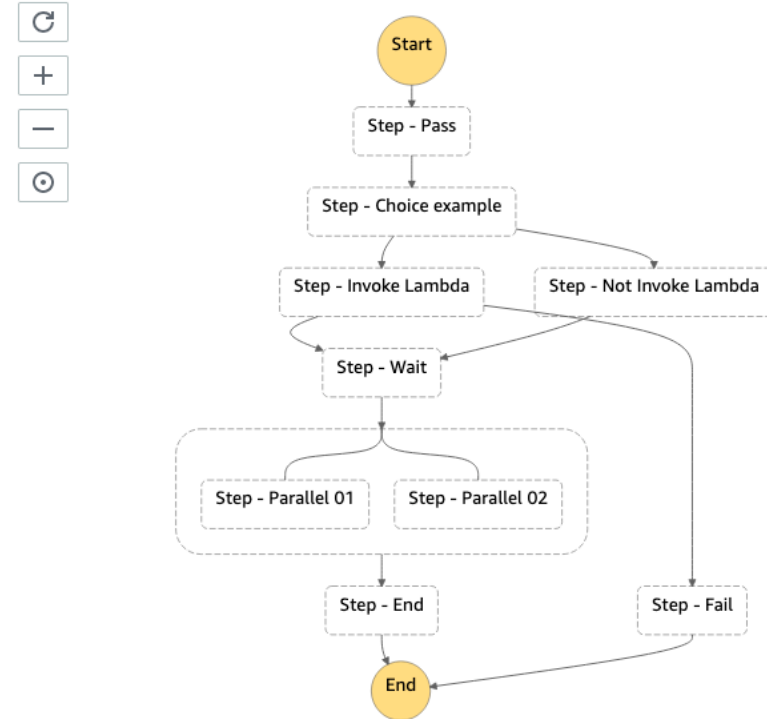 Start
Step - Pass
Step - Choice example
Step - Invoke Lambda
Step - Not Invoke Lambda
Step - Wait
Step - Parallel 01
Step - Parallel 02
Step - End
Step - Fail
End